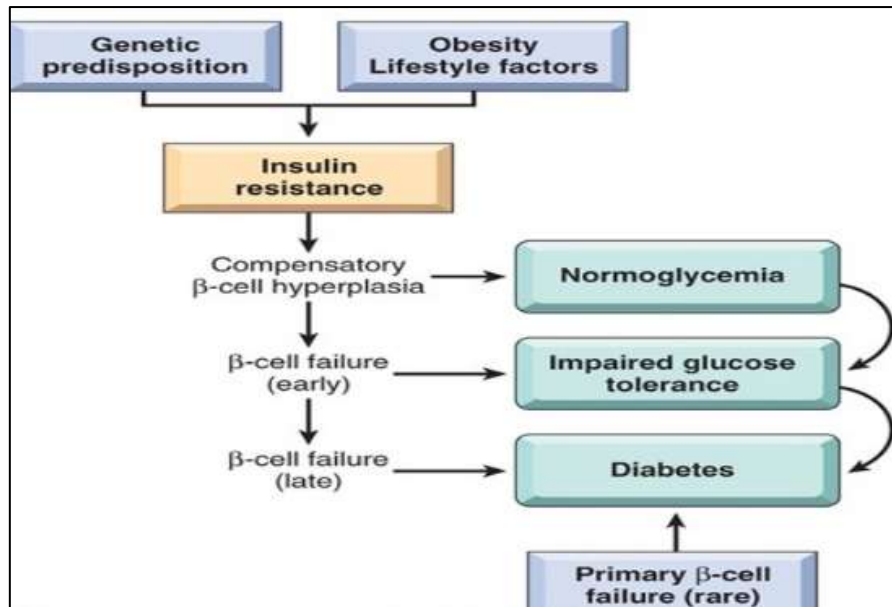 Genetic
predisposition
Obesity
Lifestyle factors
Insulin
resistance
Compensatory
β-cell hyperplasia
Normoglycemia
β-cell failure
(early)
Impaired glucose
tolerance
β-cell failure
(late)
Diabetes
Primary β-cell
failure (rare)